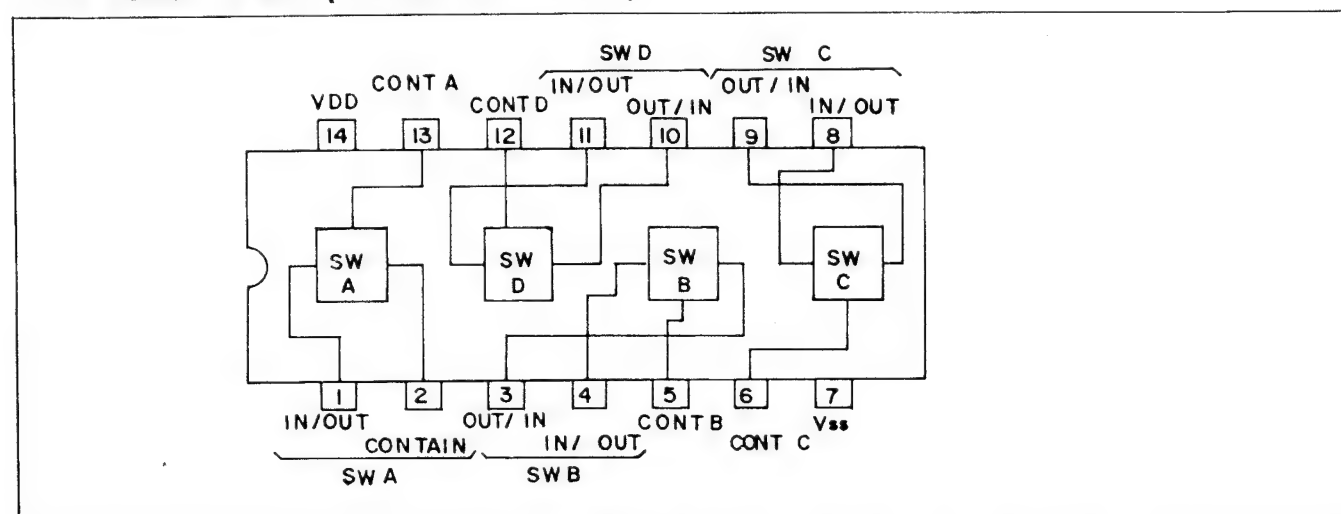 SW D SW C
CONT A IN/OUT OUT/IN
VDD CONT D OUT/IN IN/OUT
14 13 12 11 10 9 8
SW A
SW D
SW B
SW C
1 2 3 4 5 6 7
IN/OUT OUT/IN CONT B Vss
CONTAIN IN/ OUT CONT C
SW A SW B